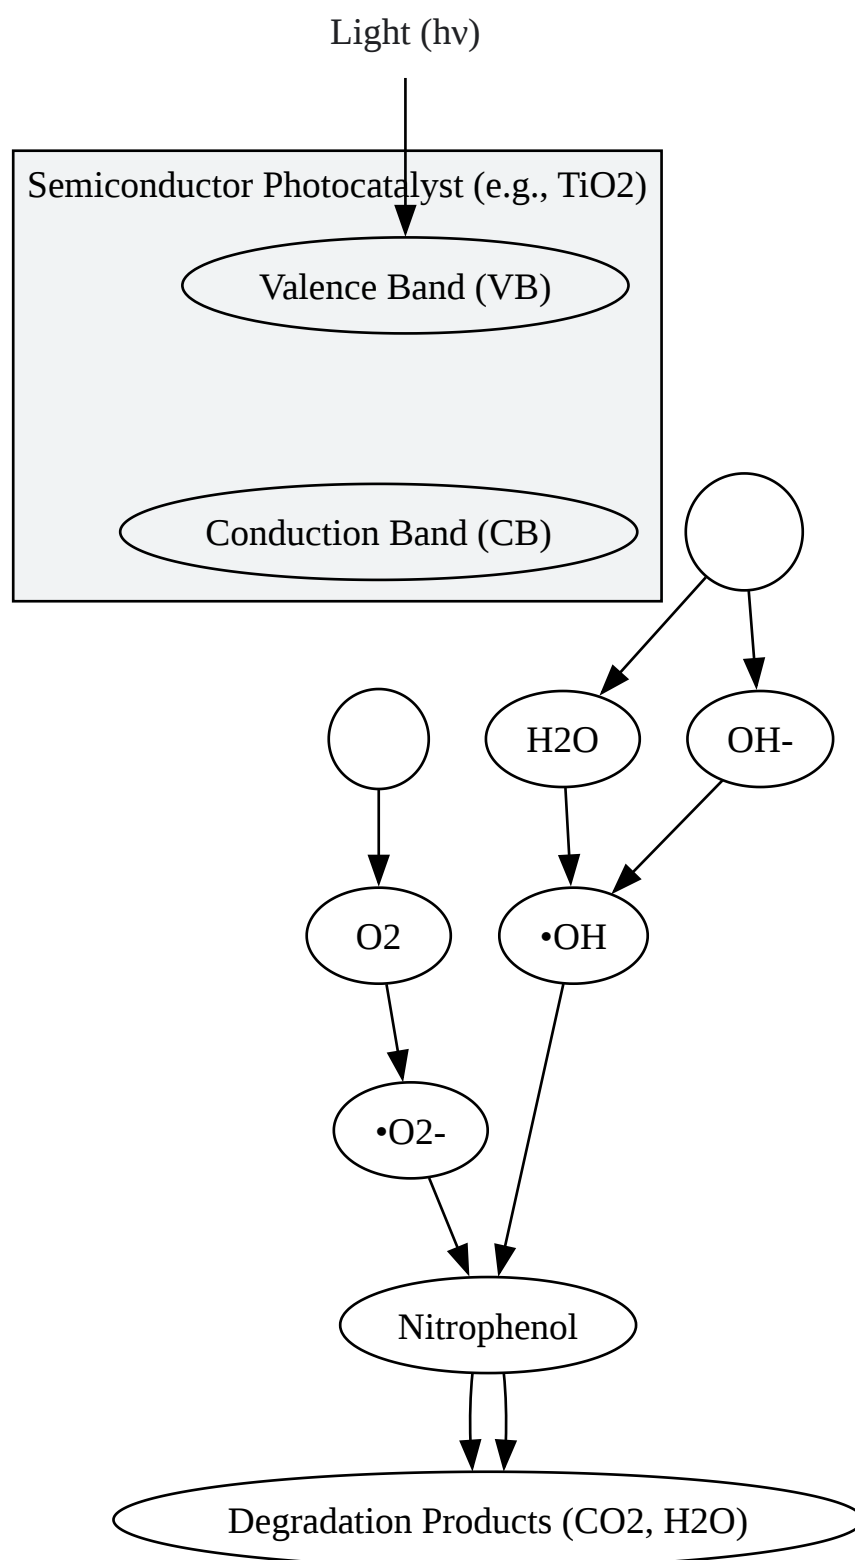 Light (hν)
Semiconductor Photocatalyst (e.g., TiO2)
Valence Band (VB)
Conduction Band (CB)
H2O
OH-
O2
•OH
•O2-
Nitrophenol
Degradation Products (CO2, H2O)